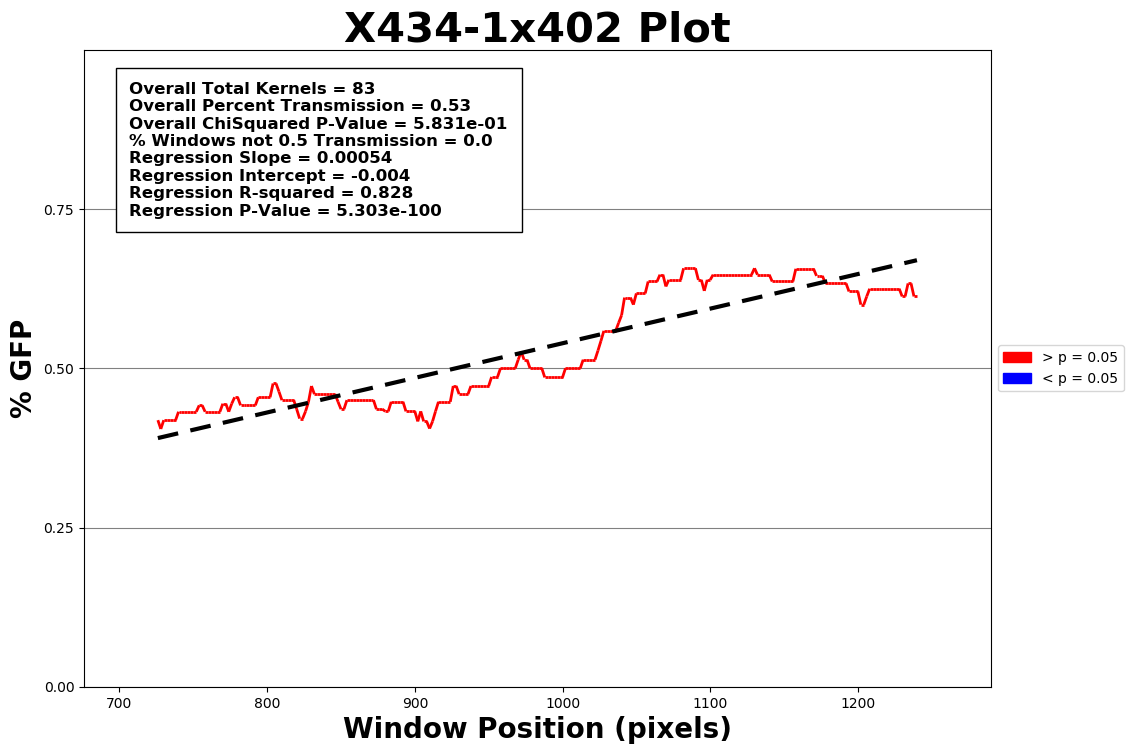 X434-1x402 Plot
Overall Total Kernels = 83
Overall Percent Transmission = 0.53
Overall ChiSquared P-Value = 5.831e-01
% Windows not 0.5 Transmission = 0.0
Regression Slope = 0.00054
Regression Intercept = -0.004
Regression R-squared = 0.828
Regression P-Value = 5.303e-100
% GFP
0.75
0.50
0.25
0.00
> p = 0.05
< p = 0.05
700 800 900 1000 1100 1200
Window Position (pixels)